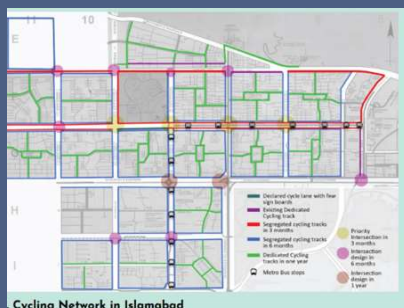 11 10
E
H
I
Declared cycle lane with few
sign boards
Existing Dedicated
Cycling track
Segregated cycling tracks
in 3 months
Segregated cycling tracks
in 6 months
Dedicated Cycling
tracks in one year
Metro Bus stops
Priority
Intersection in
3 months
Intersection
design in
6 months
Intersection
design in
1 year
Cycling Network in Islamabad